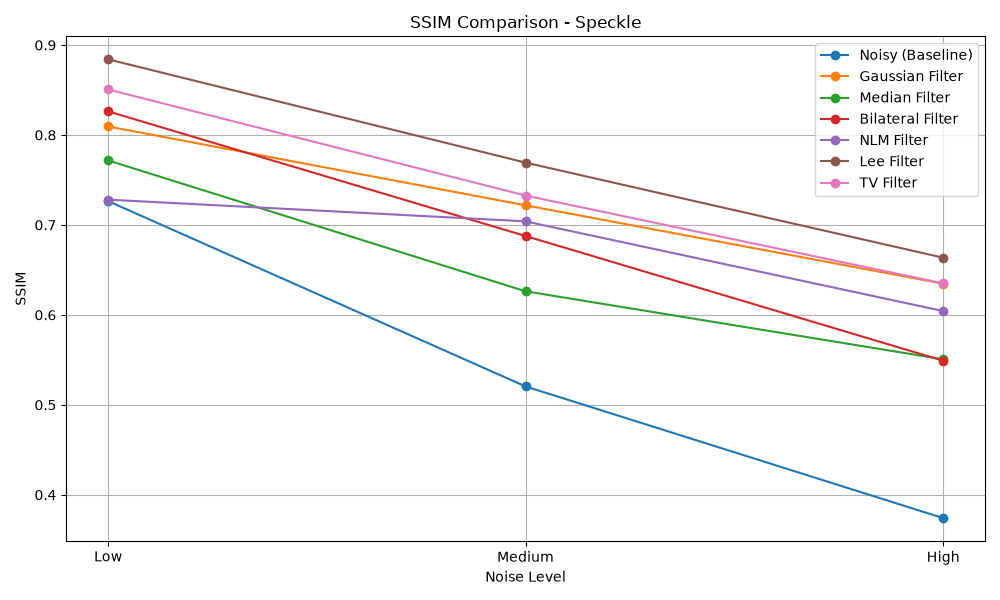 SSIM Comparison - Speckle
Noisy (Baseline)
Gaussian Filter
Median Filter
Bilateral Filter
NLM Filter
Lee Filter
TV Filter
SSIM
0.9
0.8
0.7
0.6
0.5
0.4
Low
Medium
High
Noise Level